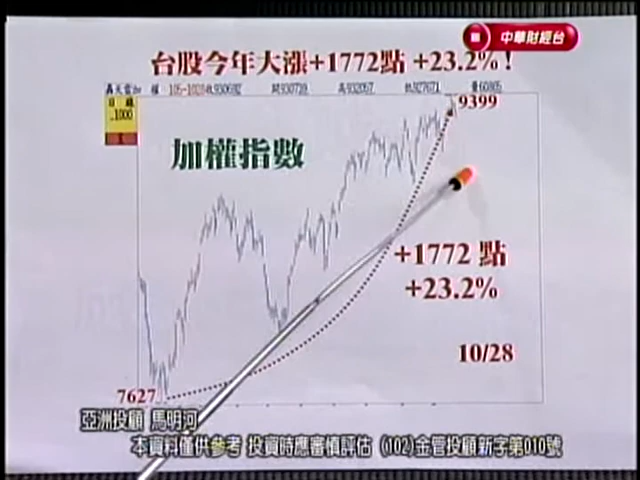 中華財經台
台股今年大漲+1772點 +23.2%！
日線
加權指數
9399
+1772 點
+23.2%
10/28
7627
亞洲投顧 馬明河
本資料僅供參考 投資時應審慎評估 (102)金管投顧新字第010號